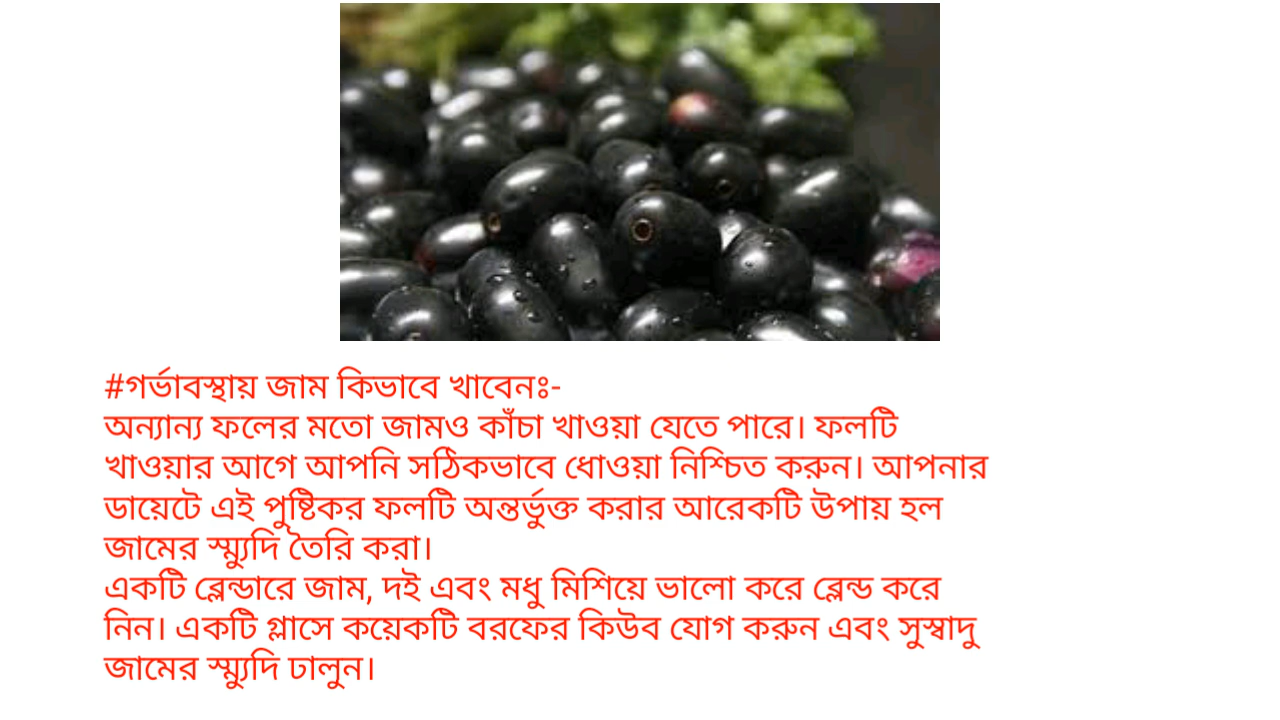 #গর্ভাবস্থায় জাম কিভাবে খাবেনঃ-
অন্যান্য ফলের মতো জামও কাঁচা খাওয়া যেতে পারে। ফলটি
খাওয়ার আগে আপনি সঠিকভাবে ধোওয়া নিশ্চিত করুন। আপনার
ডায়েটে এই পুষ্টিকর ফলটি অন্তর্ভুক্ত করার আরেকটি উপায় হল
জামের স্ম্যুদি তৈরি করা।
একটি ব্লেন্ডারে জাম, দই এবং মধু মিশিয়ে ভালো করে ব্লেন্ড করে
নিন। একটি গ্লাসে কয়েকটি বরফের কিউব যোগ করুন এবং সুস্বাদু
জামের স্ম্যুদি ঢালুন।